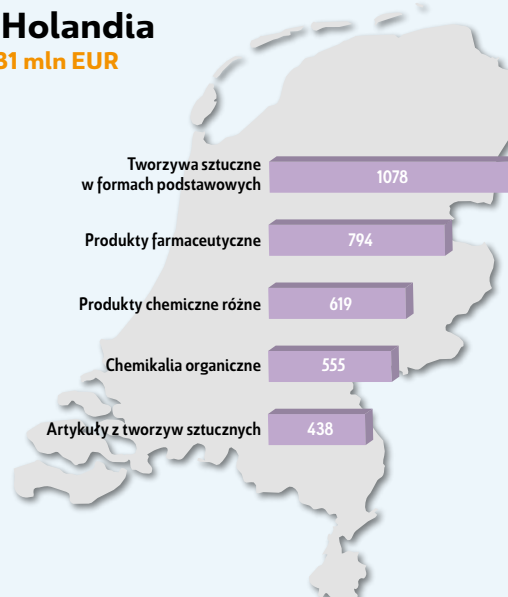 Holandia
31 mln EUR
Tworzywa sztuczne
w formach podstawowych
1078
Produkty farmaceutyczne
794
Produkty chemiczne różne
619
Chemikalia organiczne
555
Artykuły z tworzyw sztucznych
438